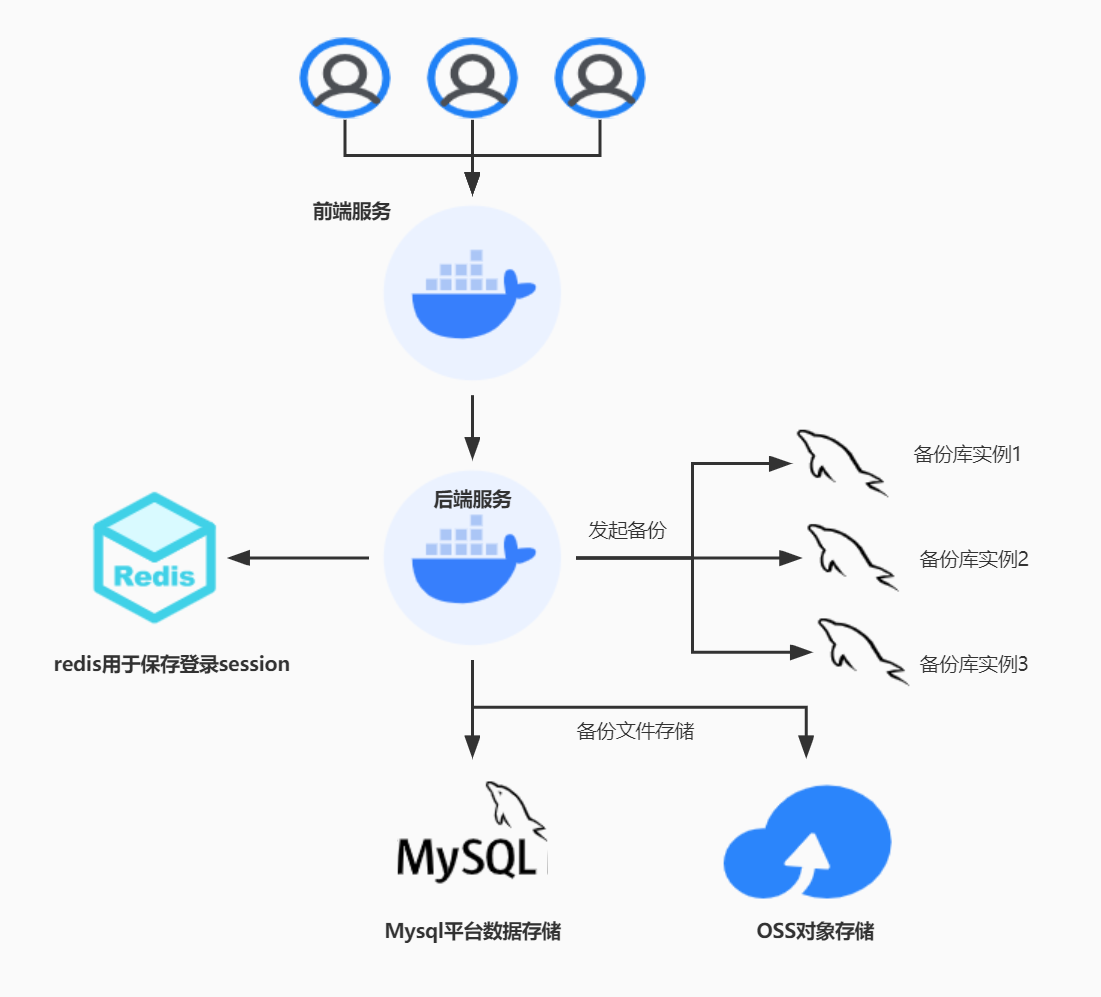 前端服务
后端服务
备份库实例1
发起备份
备份库实例2
Redis
redis用于保存登录session
备份库实例3
备份文件存储
MySQL
Mysql平台数据存储
OSS对象存储